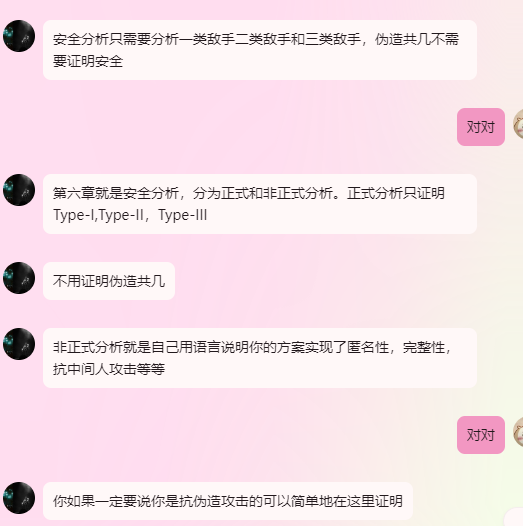 安全分析只需要分析一类敌手二类敌手和三类敌手，伪造共几不需
要证明安全
对对
第六章就是安全分析，分为正式和非正式分析。正式分析只证明
Type-I,Type-II，Type-III
不用证明伪造共几
非正式分析就是自己用语言说明你的方案实现了匿名性，完整性，
抗中间人攻击等等
对对
你如果一定要说你是抗伪造攻击的可以简单地在这里证明